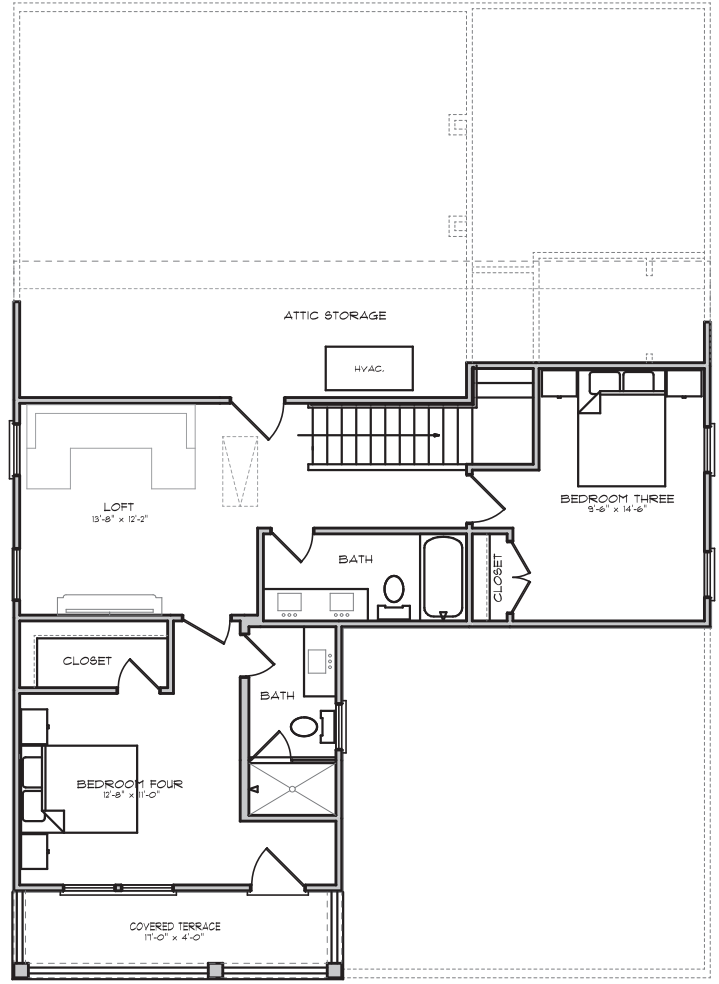 ATTIC STORAGE
HVAC.
LOFT
13'-8" x 12'-2"
BEDROOM THREE
9'-6" x 14'-6"
BATH
CLOSET
CLOSET
BATH
BEDROOM FOUR
12'-8" x 11'-0"
COVERED TERRACE
17'-0" x 4'-0"